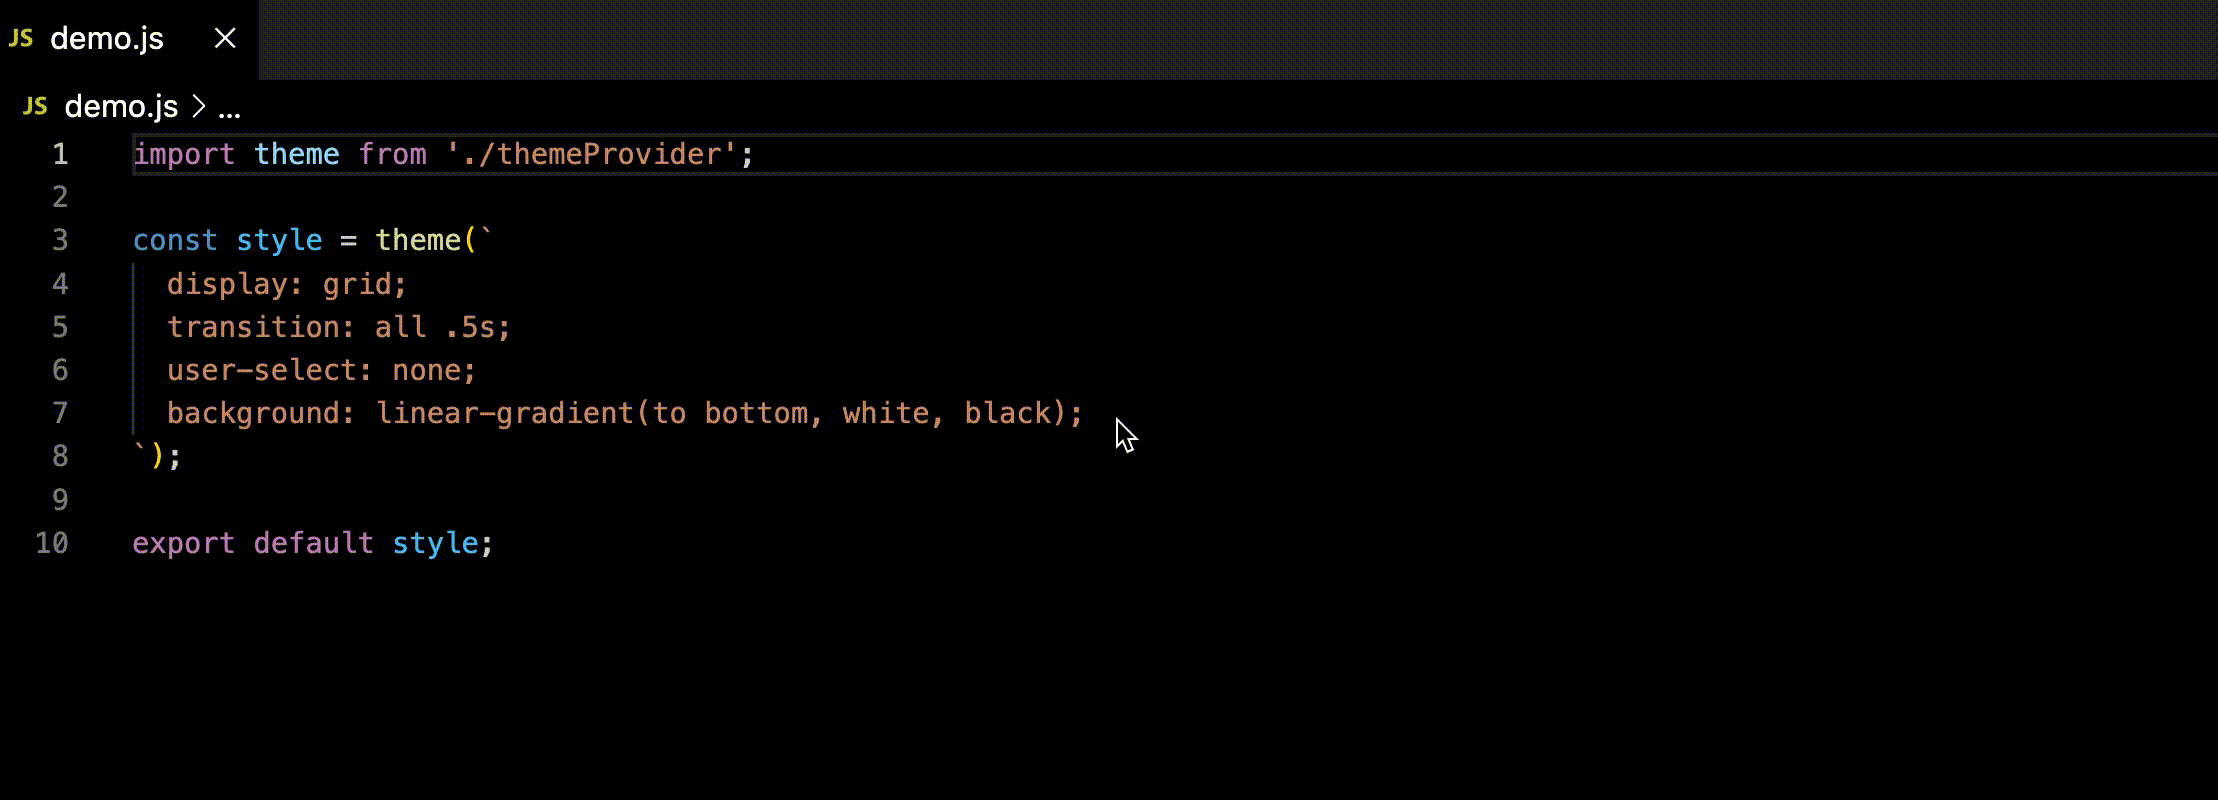 JS demo.js ×
JS demo.js > ...
1 import theme from './themeProvider';
2
3 const style = theme(`
4   display: grid;
5   transition: all .5s;
6   user-select: none;
7   background: linear-gradient(to bottom, white, black);
8 `);
9
10 export default style;